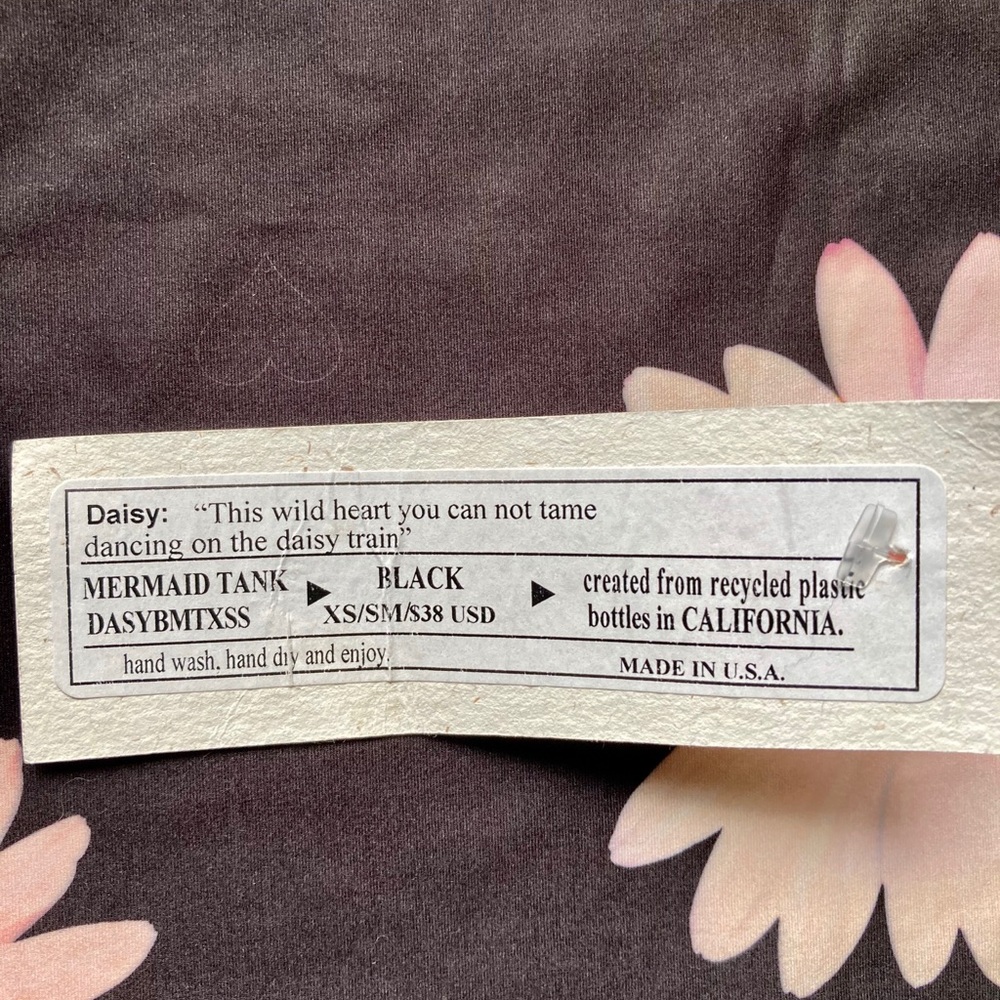 Daisy: “This wild heart you can not tame
dancing on the daisy train”
MERMAID TANK ▶ BLACK ▶ created from recycled plastic
DASYBMTXSS XS/SM/$38 USD bottles in CALIFORNIA.
hand wash. hand dry and enjoy. MADE IN U.S.A.